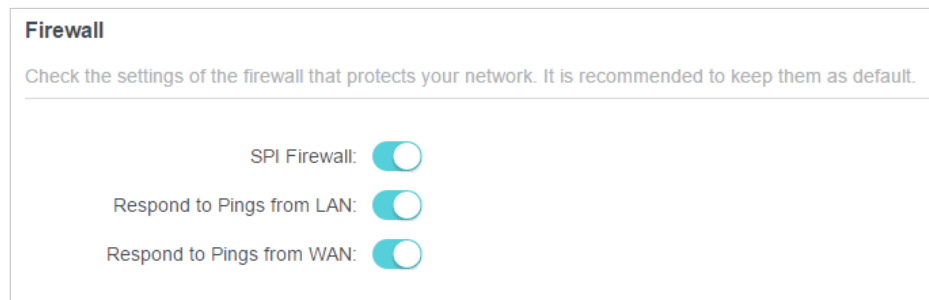 Firewall
Check the settings of the firewall that protects your network. It is recommended to keep them as default.
SPI Firewall:
Respond to Pings from LAN:
Respond to Pings from WAN: